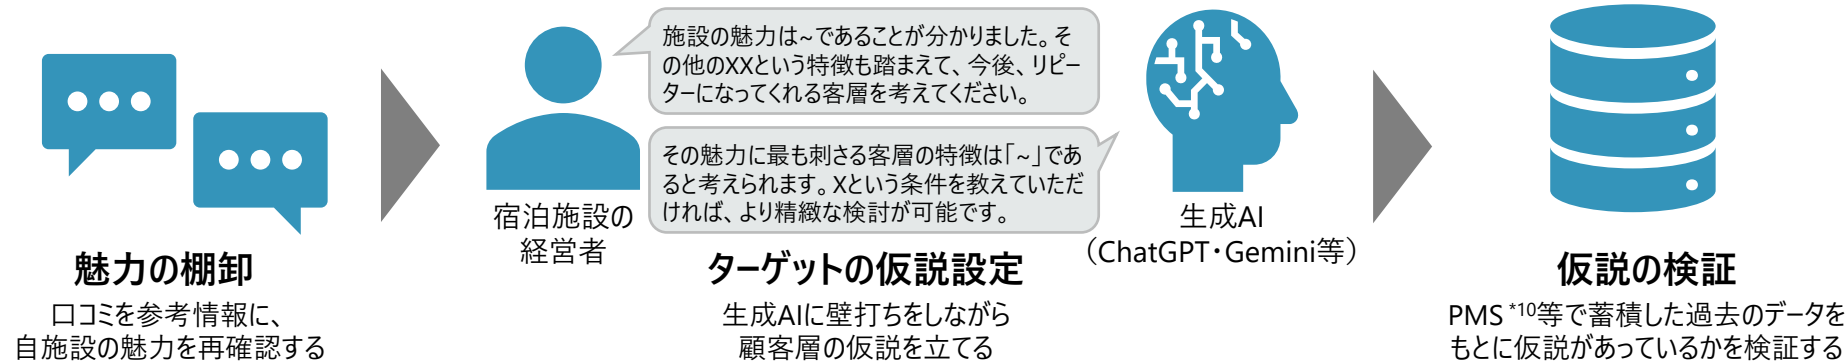 施設の魅力は~であることが分かりました。そ
の他のXXという特徴も踏まえて、今後、リピー
ターになってくれる客層を考えてください。
その魅力に最も刺さる客層の特徴は「~」であ
ると考えられます。Xという条件を教えていただ
ければ、より精緻な検討が可能です。
宿泊施設の
経営者
生成AI
（ChatGPT・Gemini等）
魅力の棚卸
口コミを参考情報に、
自施設の魅力を再確認する
ターゲットの仮説設定
生成AIに壁打ちをしながら
顧客層の仮説を立てる
仮説の検証
PMS *10等で蓄積した過去のデータを
もとに仮説があっているかを検証する